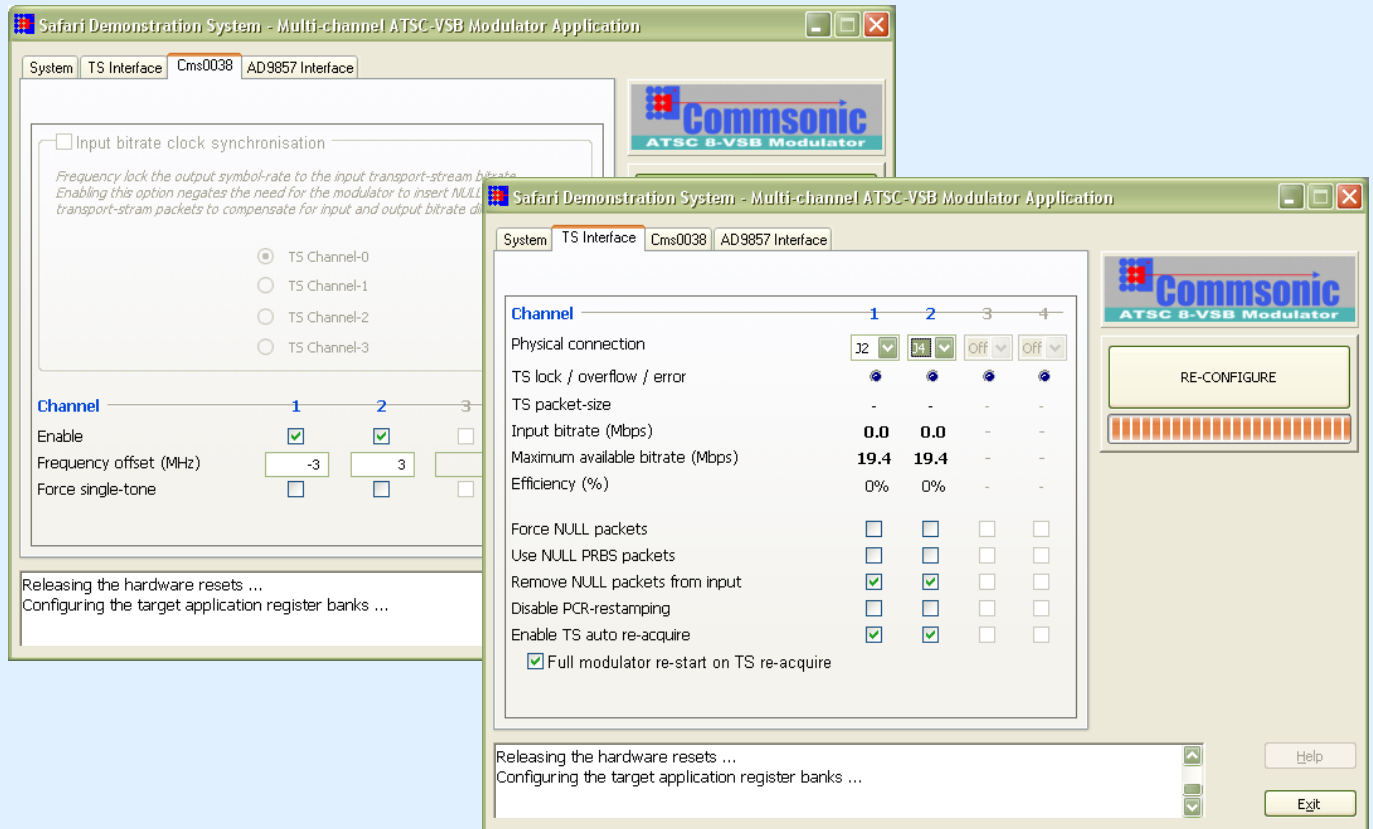 Safari Demonstration System - Multi-channel ATSC-VSB Modulator Application
System TS Interface Cms0038 AD9857 Interface
Commsonic
ATSC 8-VSB Modulator
Input bitrate clock synchronisation
Frequency lock the output symbol-rate to the input transport-stream bitrate.
Enabling this option negates the need for the modulator to insert NULL
transport-stram packets to compensate for input and output bitrate
TS Channel-0
TS Channel-1
TS Channel-2
TS Channel-3
Channel 1 2 3
Enable
Frequency offset (MHz) -3 3
Force single-tone
Releasing the hardware resets ...
Configuring the target application register banks ...
Safari Demonstration System - Multi-channel ATSC-VSB Modulator Application
System TS Interface Cms0038 AD9857 Interface
Commsonic
ATSC 8-VSB Modulator
RE-CONFIGURE
Channel 1 2 3 4
Physical connection J2 J4 Off Off
TS lock / overflow / error
TS packet-size - - - -
Input bitrate (Mbps) 0.0 0.0 - -
Maximum available bitrate (Mbps) 19.4 19.4 - -
Efficiency (%) 0% 0% - -
Force NULL packets
Use NULL PRBS packets
Remove NULL packets from input
Disable PCR-restamping
Enable TS auto re-acquire
Full modulator re-start on TS re-acquire
Releasing the hardware resets ...
Configuring the target application register banks ...
Help
Exit